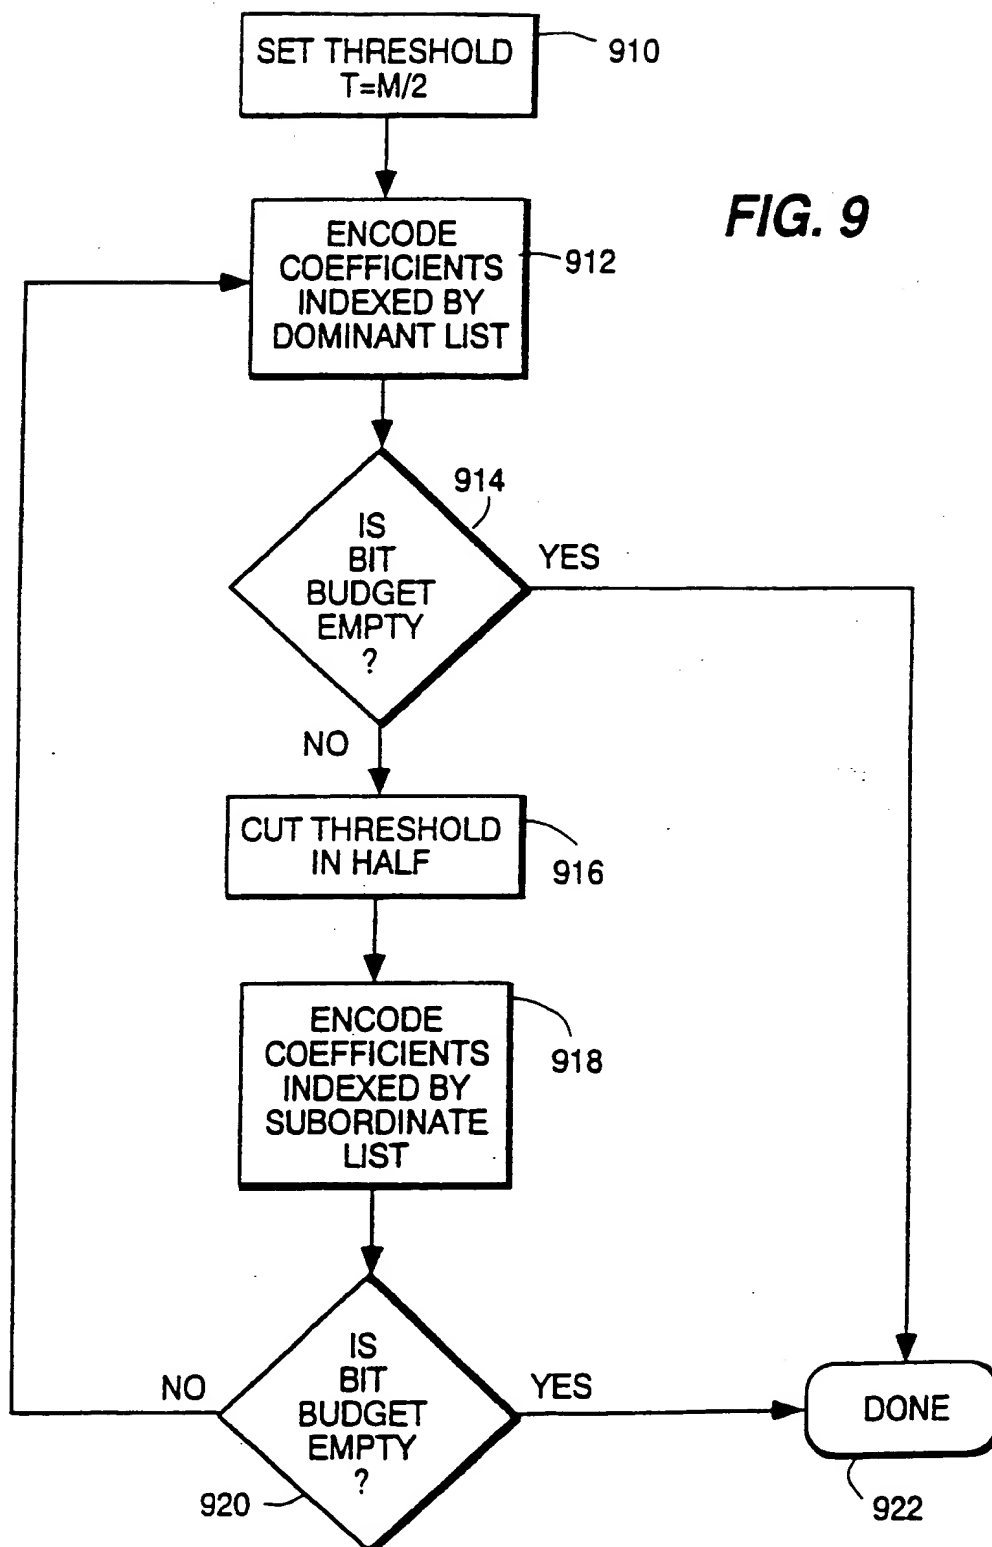 SET THRESHOLD
T=M/2
910
FIG. 9
ENCODE
COEFFICIENTS
INDEXED BY
DOMINANT LIST
912
914
IS
BIT
BUDGET
EMPTY
?
YES
NO
CUT THRESHOLD
IN HALF
916
ENCODE
COEFFICIENTS
INDEXED BY
SUBORDINATE
LIST
918
IS
BIT
BUDGET
EMPTY
?
NO
YES
920
DONE
922